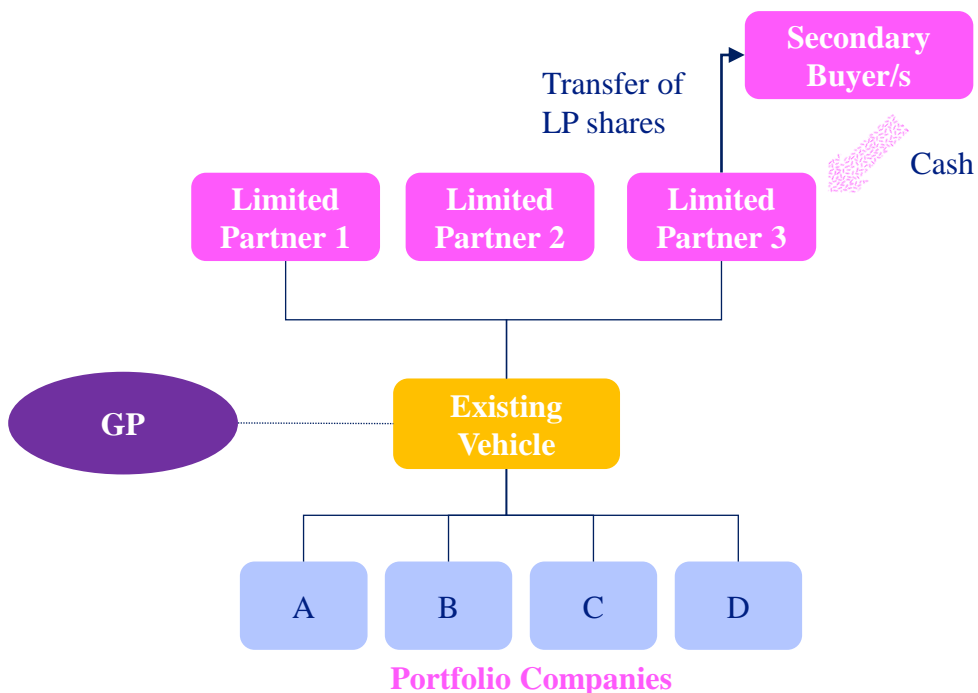 Secondary
Buyer/s
Transfer of
LP shares
Cash
Limited
Partner 1
Limited
Partner 2
Limited
Partner 3
GP
Existing
Vehicle
A
B
C
D
Portfolio Companies